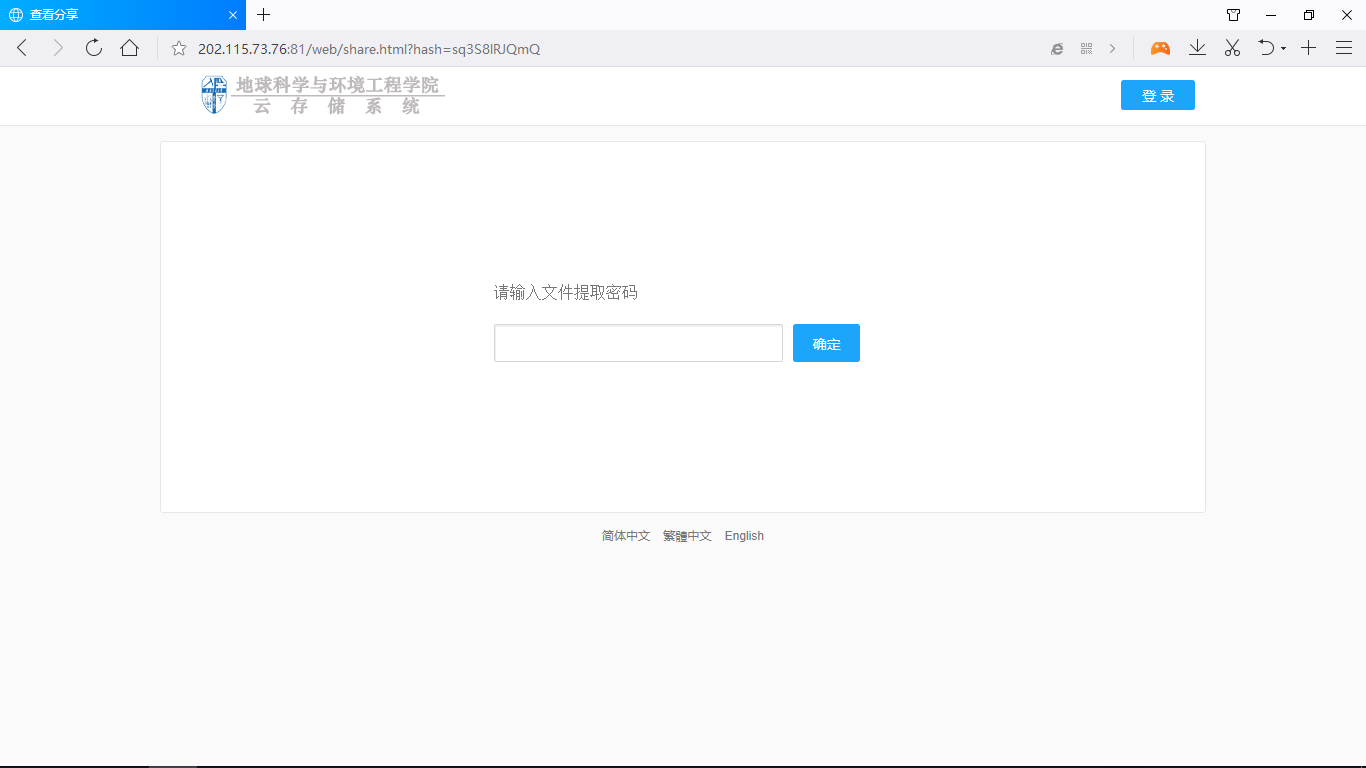 查看分享
202.115.73.76:81/web/share.html?hash=sq3S8lRJQmQ
地球科学与环境工程学院
云存储系统
登 录
请输入文件提取密码
确定
简体中文 繁體中文 English